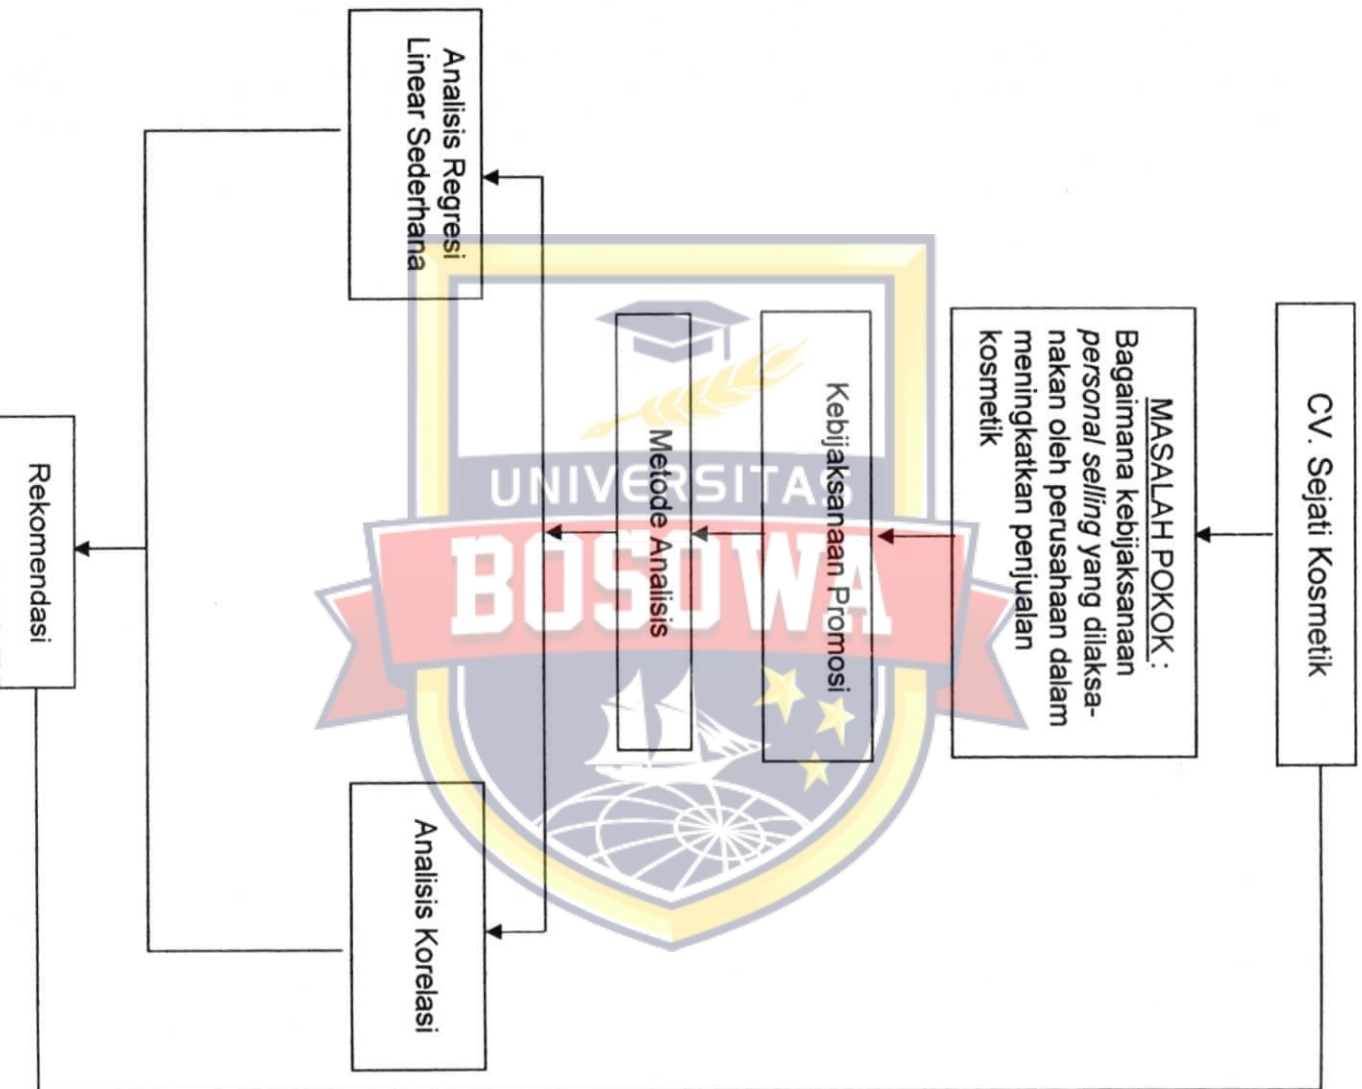 CV. Sejati Kosmetik
MASALAH POKOK :
Bagaimana kebijaksanaan
personal selling yang dilaksa-
nakan oleh perusahaan dalam
meningkatkan penjualan
kosmetik
Kebijaksanaan Promosi
Metode Analisis
Analisis Regresi
Linear Sederhana
Analisis Korelasi
Rekomendasi
UNIVERSITAS
BOSOWA